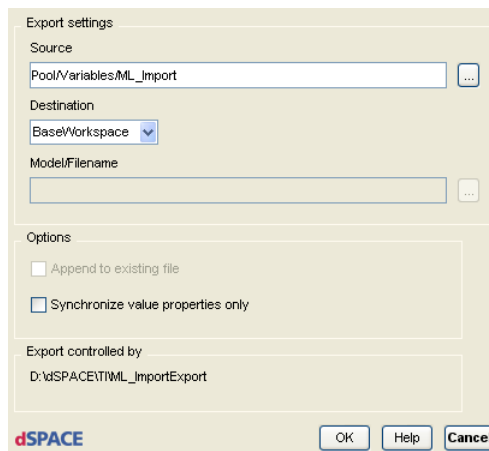 Export settings
Source
Pool/Variables/ML_Import
...
Destination
BaseWorkspace
Model/Filename
...
Options
Append to existing file
Synchronize value properties only
Export controlled by
D:\dSPACE\TI\ML_ImportExport
dSPACE
OK Help Cance